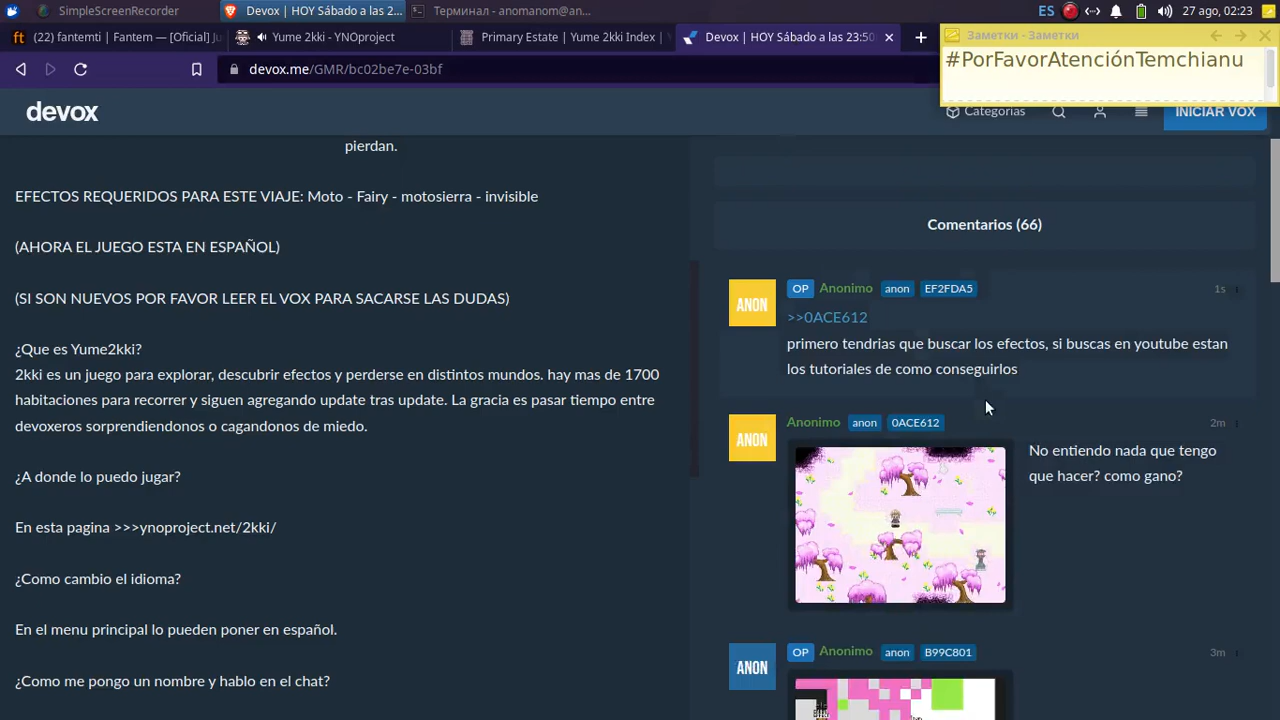 SimpleScreenRecorder
Devox | HOY Sábado a las 2...
Терминал - anomanom@an...
ES
27 ago, 02:23
(22) fantemti | Fantem — [Oficial] Ju
Yume 2kki - YNOproject
Primary Estate | Yume 2kki Index |
Devox | HOY Sábado a las 23:50
Заметки - Заметки
#PorFavorAtenciónTemchianu
devox.me/GMR/bc02be7e-03bf
devox
Categorías
INICIAR VOX
pierdan.
EFECTOS REQUERIDOS PARA ESTE VIAJE: Moto - Fairy - motosierra - invisible
(AHORA EL JUEGO ESTA EN ESPAÑOL)
(SI SON NUEVOS POR FAVOR LEER EL VOX PARA SACARSE LAS DUDAS)
¿Que es Yume2kki?
2kki es un juego para explorar, descubrir efectos y perderse en distintos mundos. hay mas de 1700
habitaciones para recorrer y siguen agregando update tras update. La gracia es pasar tiempo entre
devoxeros sorprendiendonos o cagandonos de miedo.
¿A donde lo puedo jugar?
En esta pagina >>>ynoproject.net/2kki/
¿Como cambio el idioma?
En el menu principal lo pueden poner en español.
¿Como me pongo un nombre y hablo en el chat?
Comentarios (66)
ANON
OP Anonimo anon EF2FDA5
1s
>>0ACE612
primero tendrias que buscar los efectos, si buscas en youtube estan
los tutoriales de como conseguirlos
ANON
Anonimo anon 0ACE612
2m
No entiendo nada que tengo
que hacer? como gano?
ANON
OP Anonimo anon B99C801
3m